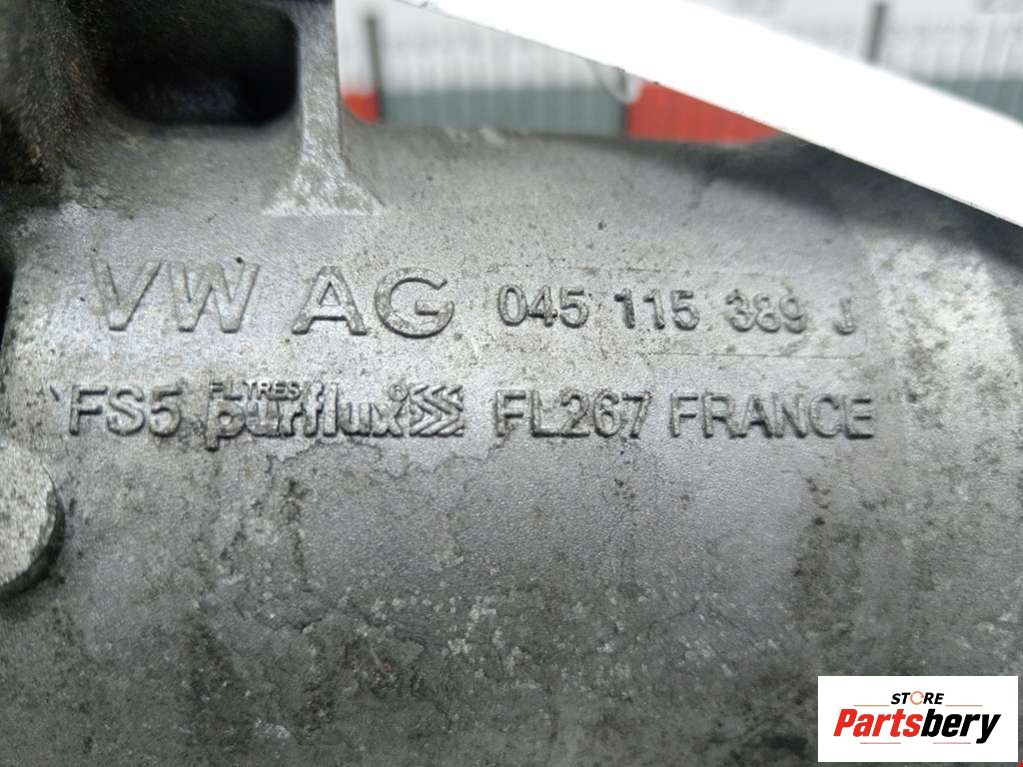 VW AG 045 115 389 J
FILTRES
FS5 purflux FL267 FRANCE
STORE
Partsbery